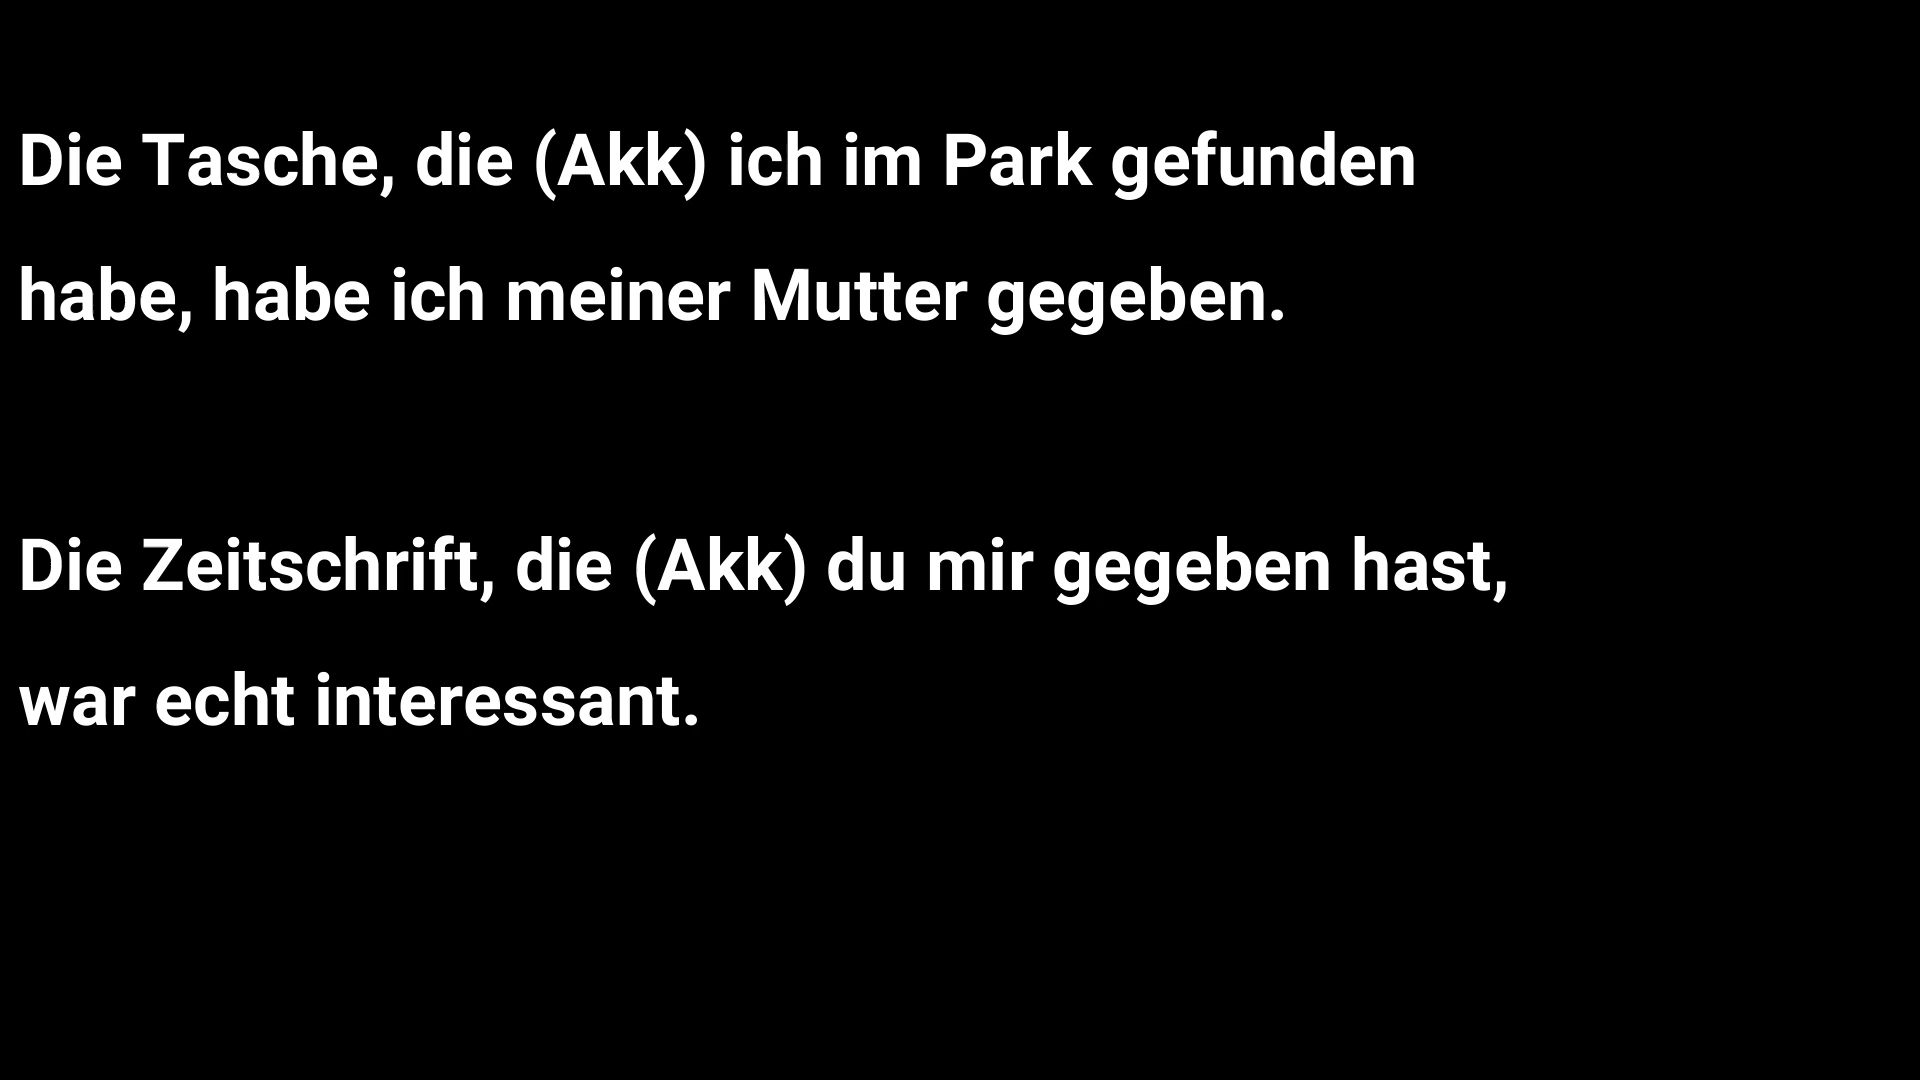 Die Tasche, die (Akk) ich im Park gefunden
habe, habe ich meiner Mutter gegeben.
Die Zeitschrift, die (Akk) du mir gegeben hast,
war echt interessant.